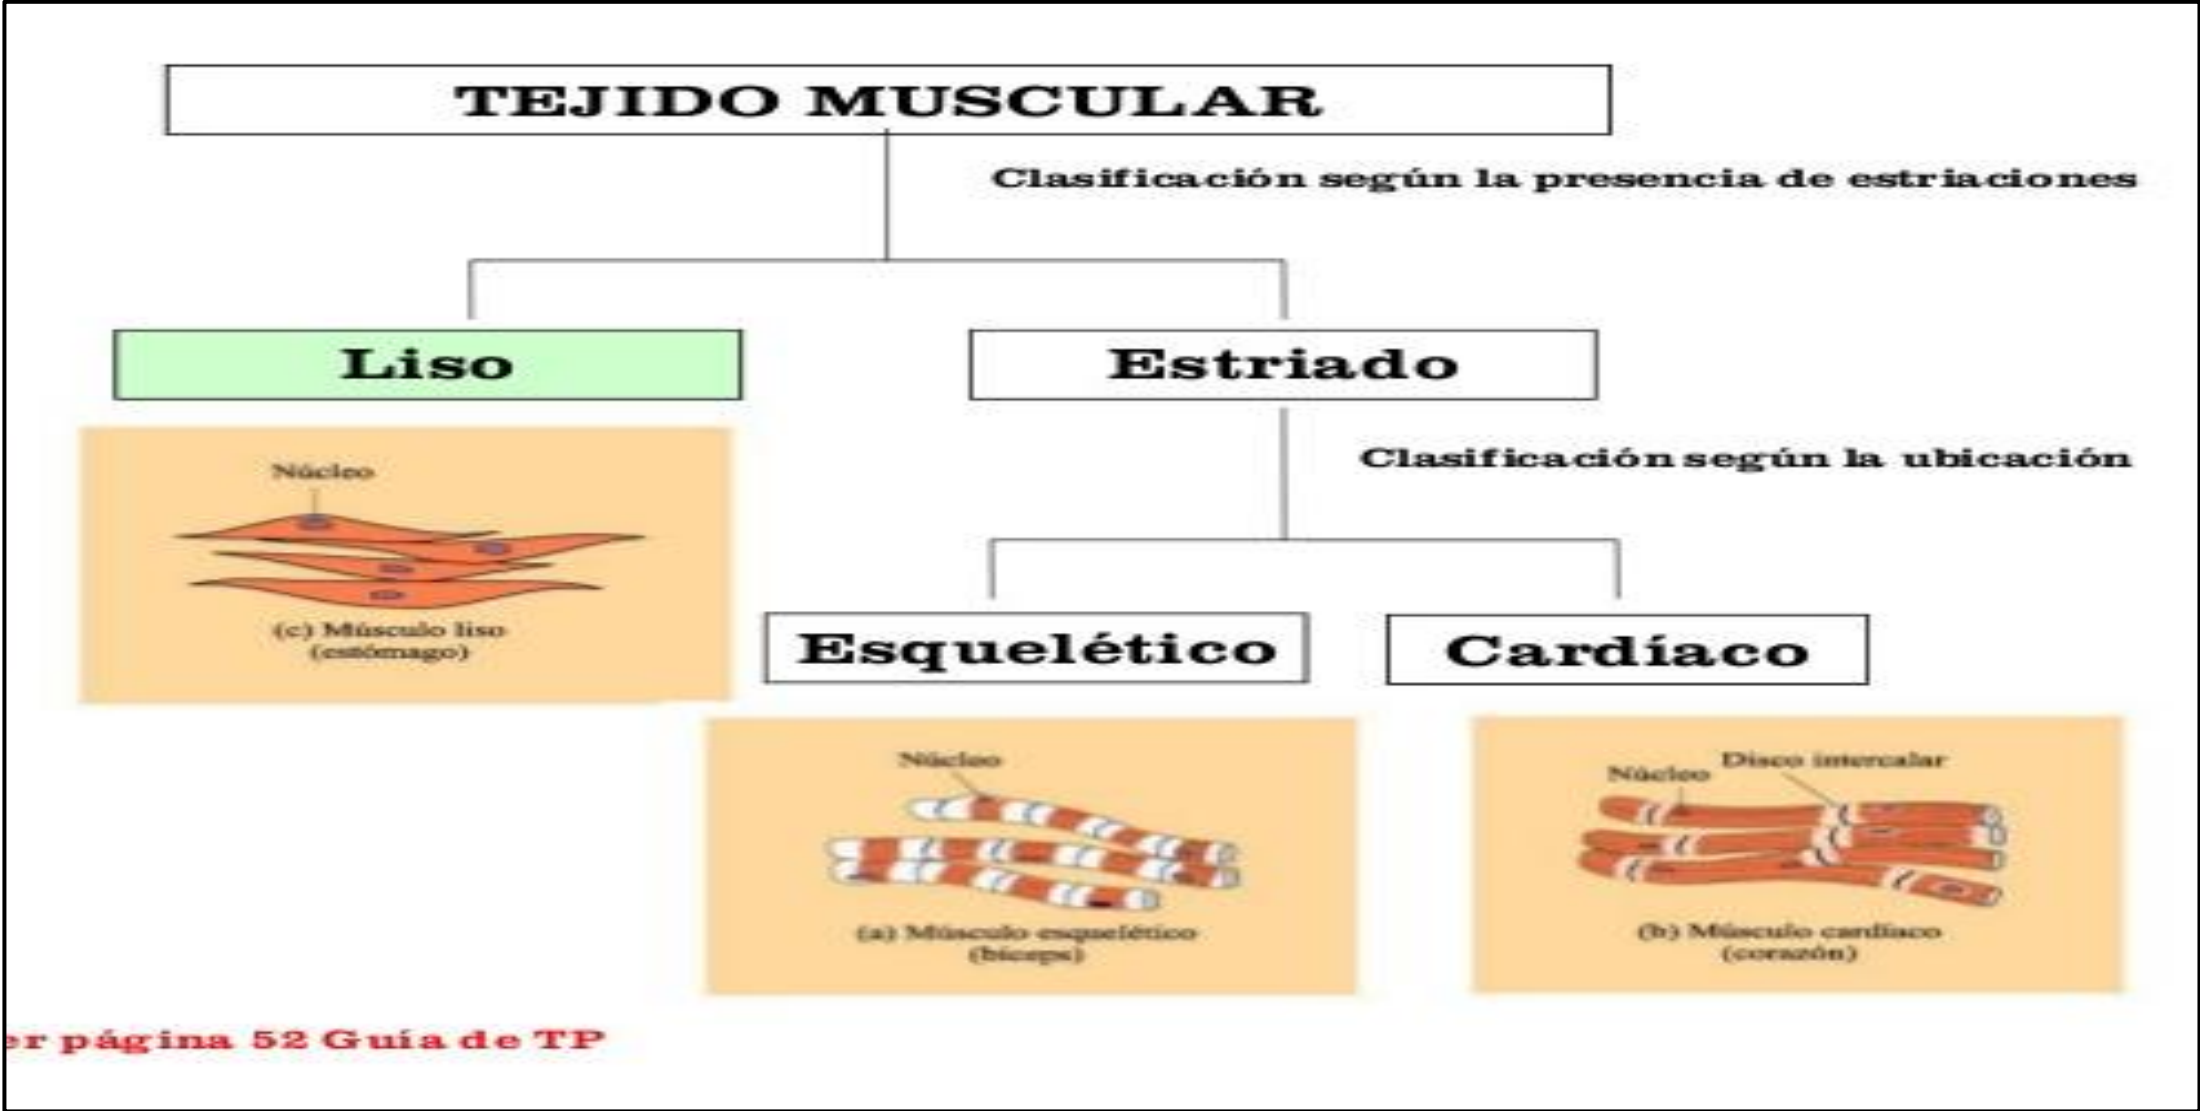 TEJIDO MUSCULAR
Clasificación según la presencia de estriaciones
Liso
Estriado
Núcleo
(c) Músculo liso
(estómago)
Clasificación según la ubicación
Esquelético
Cardíaco
Núcleo
(a) Músculo esquelético
(bíceps)
Núcleo
Disco intercalar
(b) Músculo cardíaco
(corazón)
er página 52 Guía de TP